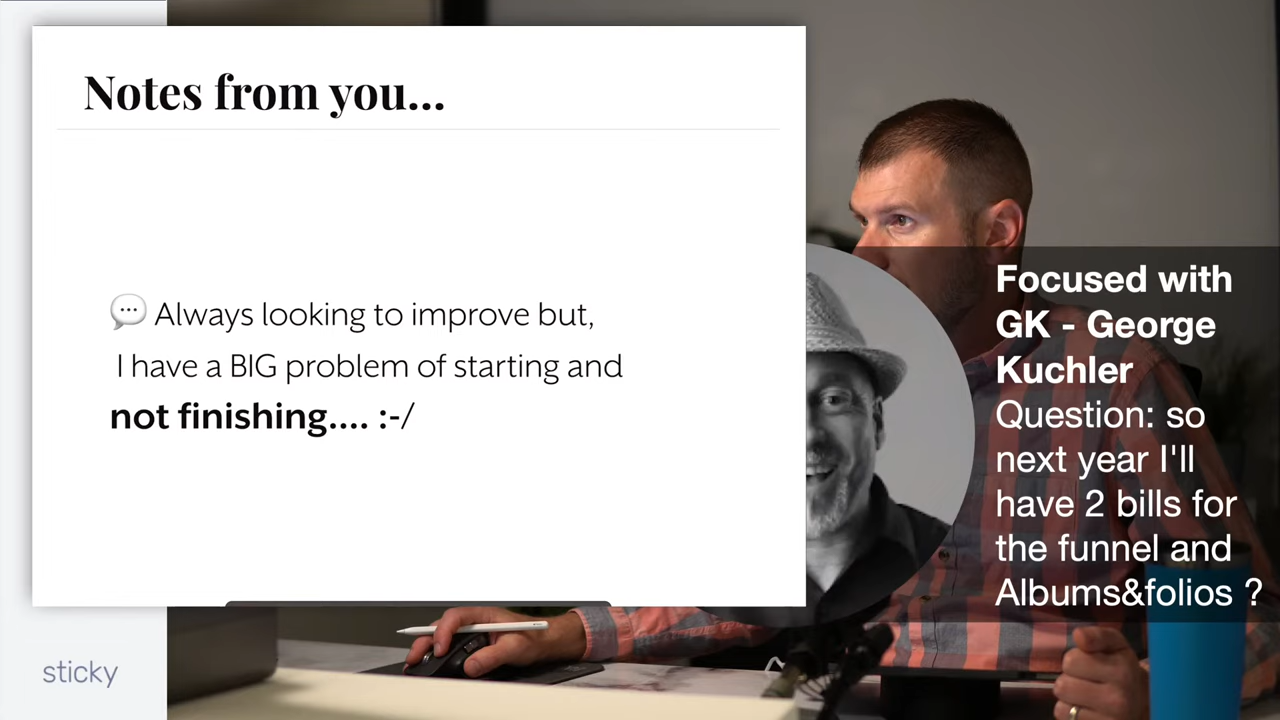 Notes from you...
💬 Always looking to improve but,
I have a BIG problem of starting and
not finishing.... :-/
Focused with
GK - George
Kuchler
Question: so
next year I'll
have 2 bills for
the funnel and
Albums&folios ?
sticky